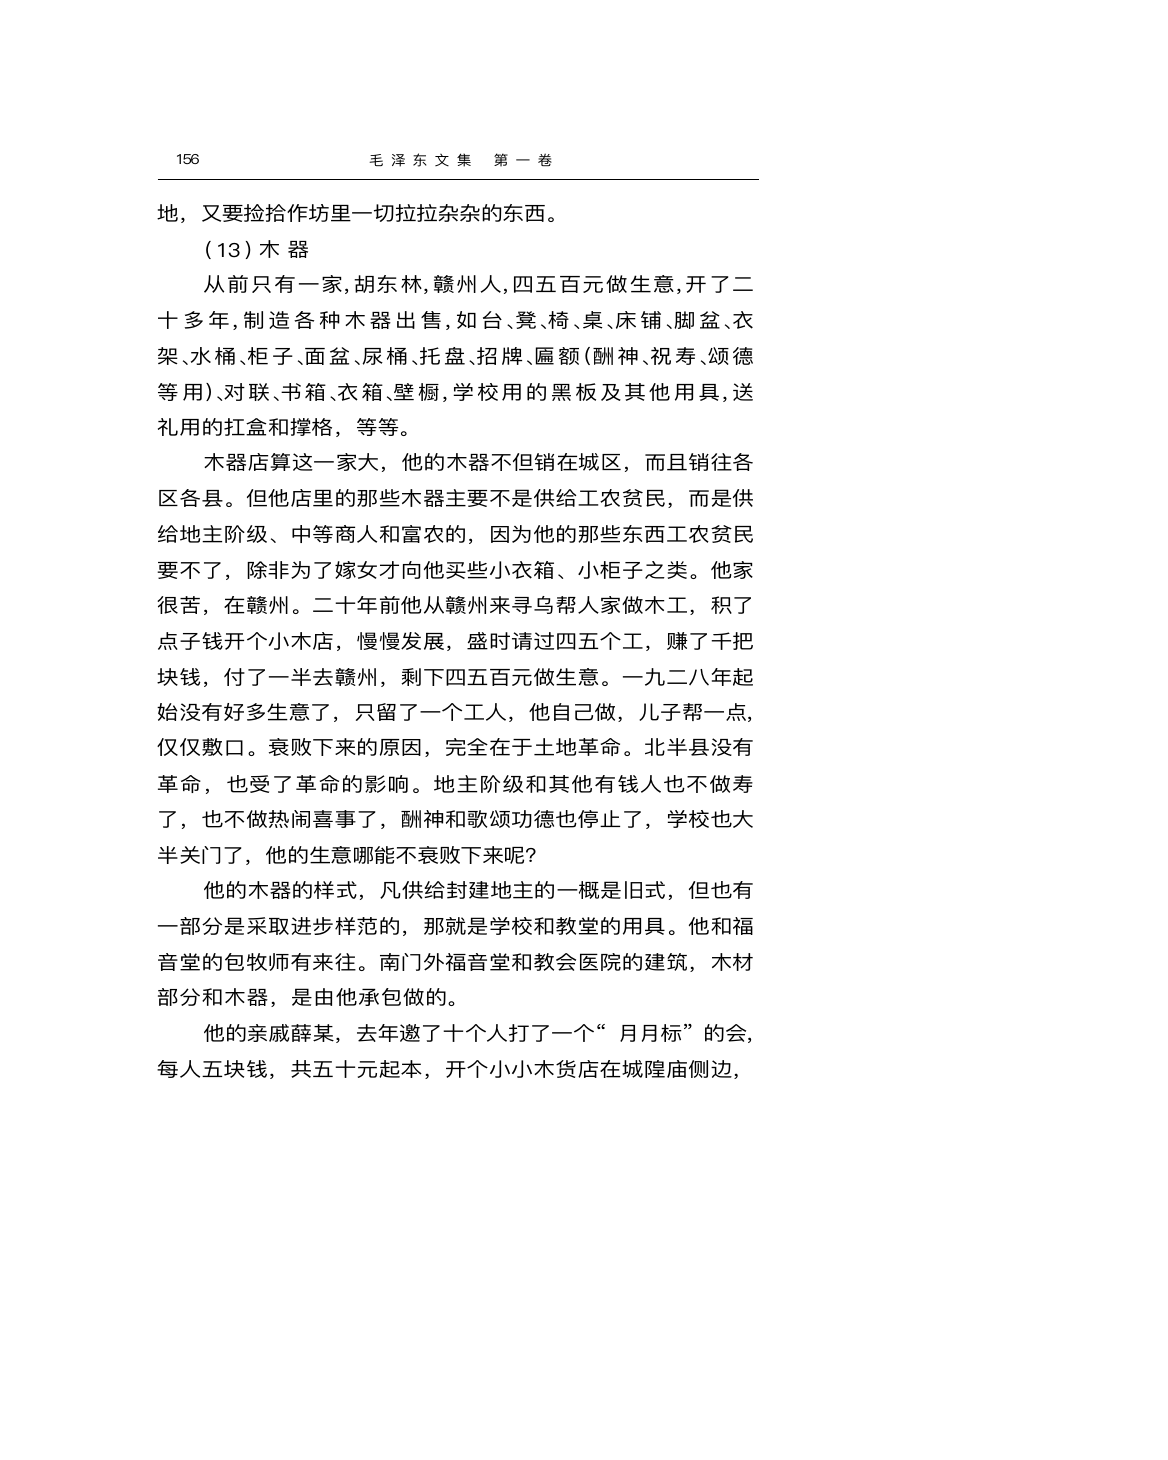 156 毛泽东文集 第一卷
地，又要捡拾作坊里一切拉拉杂杂的东西。
(13)木器
从前只有一家,胡东林,赣州人,四五百元做生意,开了二
十多年,制造各种木器出售,如台、凳、椅、桌、床铺、脚盆、衣
架、水桶、柜子、面盆、尿桶、托盘、招牌、匾额(酬神、祝寿、颂德
等用)、对联、书箱、衣箱、壁橱,学校用的黑板及其他用具,送
礼用的扛盒和撑格，等等。
木器店算这一家大，他的木器不但销在城区，而且销往各
区各县。但他店里的那些木器主要不是供给工农贫民，而是供
给地主阶级、中等商人和富农的，因为他的那些东西工农贫民
要不了，除非为了嫁女才向他买些小衣箱、小柜子之类。他家
很苦，在赣州。二十年前他从赣州来寻乌帮人家做木工，积了
点子钱开个小木店，慢慢发展，盛时请过四五个工，赚了千把
块钱，付了一半去赣州，剩下四五百元做生意。一九二八年起
始没有好多生意了，只留了一个工人，他自己做，儿子帮一点，
仅仅敷口。衰败下来的原因，完全在于土地革命。北半县没有
革命，也受了革命的影响。地主阶级和其他有钱人也不做寿
了，也不做热闹喜事了，酬神和歌颂功德也停止了，学校也大
半关门了，他的生意哪能不衰败下来呢?
他的木器的样式，凡供给封建地主的一概是旧式，但也有
一部分是采取进步样范的，那就是学校和教堂的用具。他和福
音堂的包牧师有来往。南门外福音堂和教会医院的建筑，木材
部分和木器，是由他承包做的。
他的亲戚薛某，去年邀了十个人打了一个“月月标”的会，
每人五块钱，共五十元起本，开个小小木货店在城隍庙侧边，